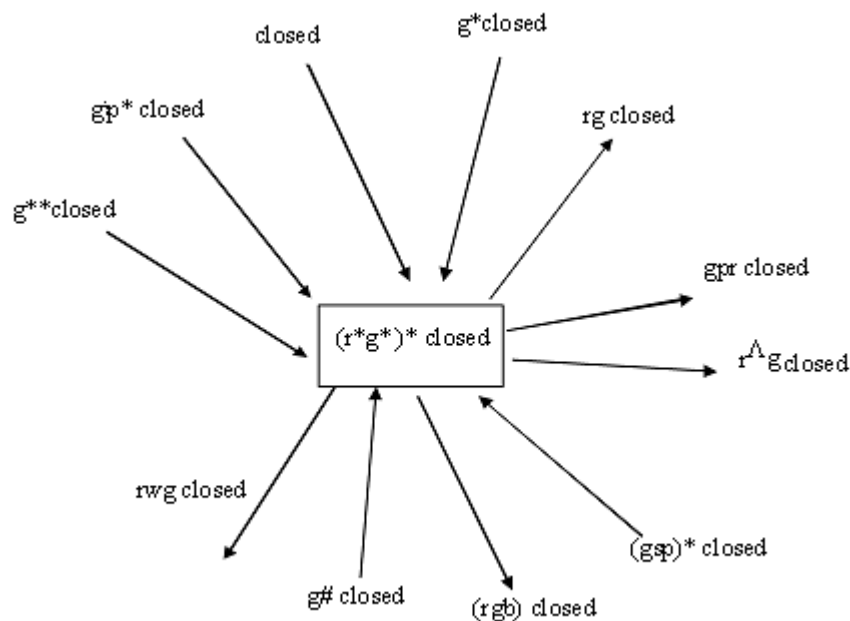 closed
g*closed
gp* closed
rg closed
g**closed
gpr closed
(r*g*)* closed
r^g closed
rwg closed
(gsp)* closed
g# closed
(rgb) closed